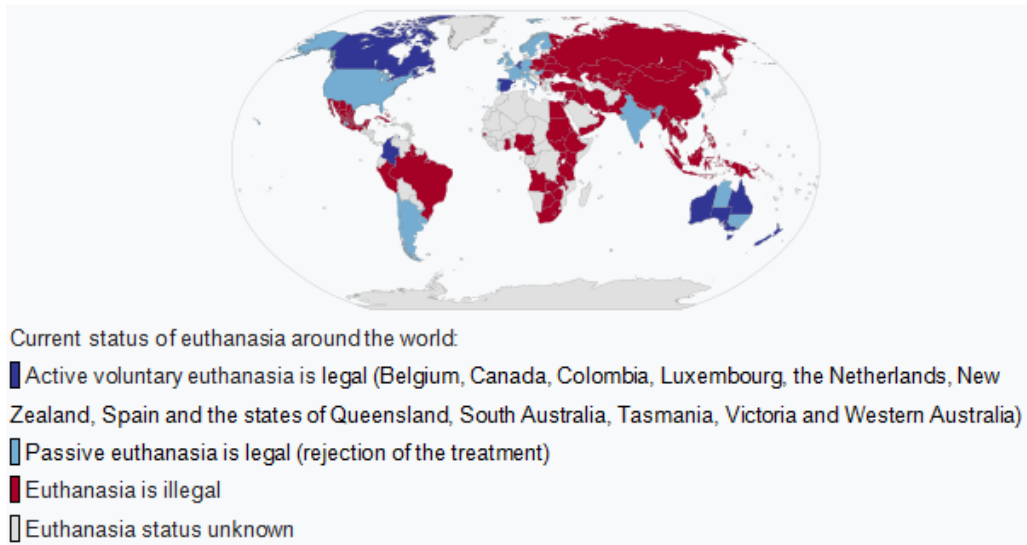 Current status of euthanasia around the world:
Active voluntary euthanasia is legal (Belgium, Canada, Colombia, Luxembourg, the Netherlands, New
Zealand, Spain and the states of Queensland, South Australia, Tasmania, Victoria and Western Australia)
Passive euthanasia is legal (rejection of the treatment)
Euthanasia is illegal
Euthanasia status unknown